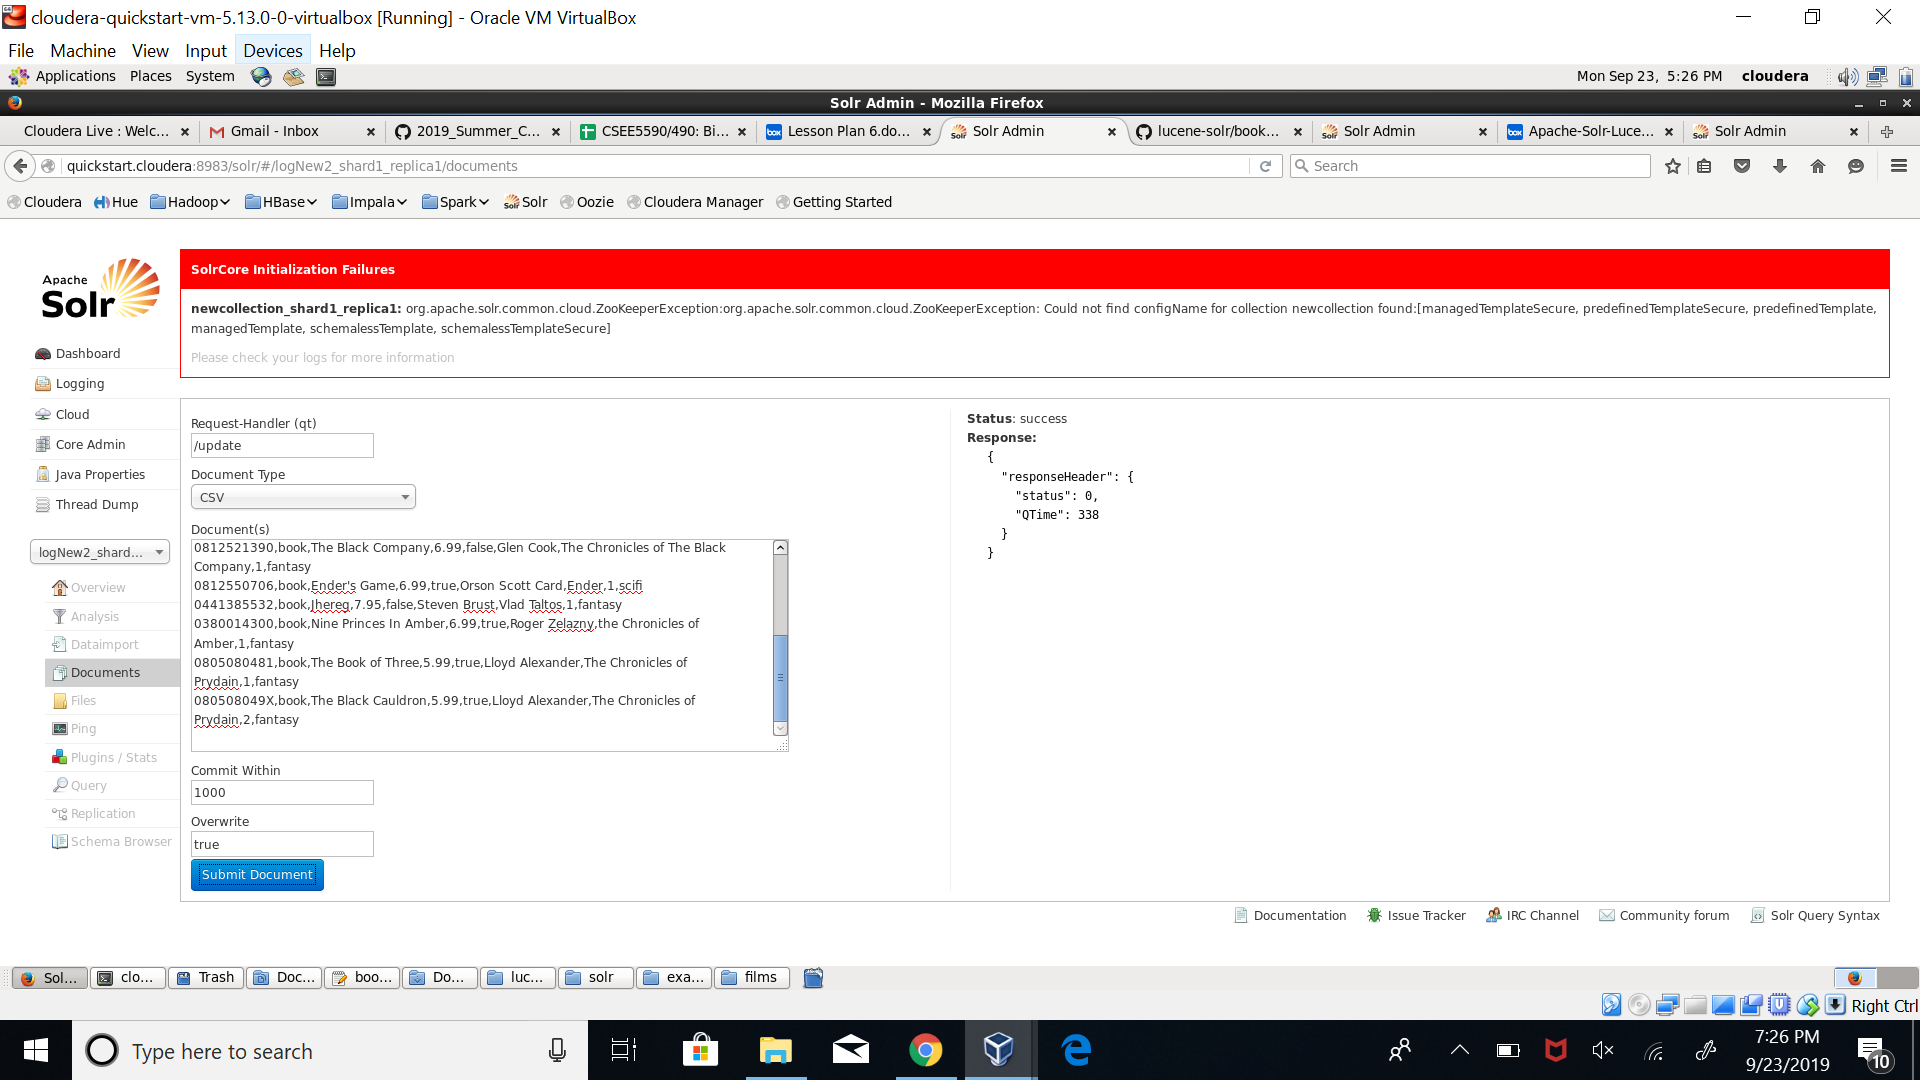 cloudera-quickstart-vm-5.13.0-0-virtualbox [Running] - Oracle VM VirtualBox
File Machine View Input Devices Help
Applications Places System Mon Sep 23, 5:26 PM cloudera
Solr Admin - Mozilla Firefox
Cloudera Live : Welc... Gmail - Inbox 2019_Summer_C... CSEE5590/490: Bi... Lesson Plan 6.do... Solr Admin lucene-solr/book... Solr Admin Apache-Solr-Luce... Solr Admin
quickstart.cloudera:8983/solr/#/logNew2_shard1_replica1/documents Search
Cloudera Hue Hadoop HBase Impala Spark Solr Oozie Cloudera Manager Getting Started
Apache
Solr
SolrCore Initialization Failures
newcollection_shard1_replica1: org.apache.solr.common.cloud.ZooKeeperException:org.apache.solr.common.cloud.ZooKeeperException: Could not find configName for collection newcollection found:[managedTemplateSecure, predefinedTemplateSecure, predefinedTemplate,
managedTemplate, schemalessTemplate, schemalessTemplateSecure]
Please check your logs for more information
Dashboard
Logging
Cloud
Core Admin
Java Properties
Thread Dump
logNew2_shard...
Overview
Analysis
Dataimport
Documents
Files
Ping
Plugins / Stats
Query
Replication
Schema Browser
Request-Handler (qt)
/update
Document Type
CSV
Document(s)
0812521390,book,The Black Company,6.99,false,Glen Cook,The Chronicles of The Black
Company,1,fantasy
0812550706,book,Ender's Game,6.99,true,Orson Scott Card,Ender,1,scifi
0441385532,book,Jhereg,7.95,false,Steven Brust,Vlad Taltos,1,fantasy
0380014300,book,Nine Princes In Amber,6.99,true,Roger Zelazny,the Chronicles of
Amber,1,fantasy
0805080481,book,The Book of Three,5.99,true,Lloyd Alexander,The Chronicles of
Prydain,1,fantasy
080508049X,book,The Black Cauldron,5.99,true,Lloyd Alexander,The Chronicles of
Prydain,2,fantasy
Commit Within
1000
Overwrite
true
Submit Document
Status: success
Response:
{
"responseHeader": {
"status": 0,
"QTime": 338
}
}
Documentation Issue Tracker IRC Channel Community forum Solr Query Syntax
Sol... clo... Trash Doc... boo... Do... luc... solr exa... films
Right Ctrl
Type here to search
7:26 PM
9/23/2019
10